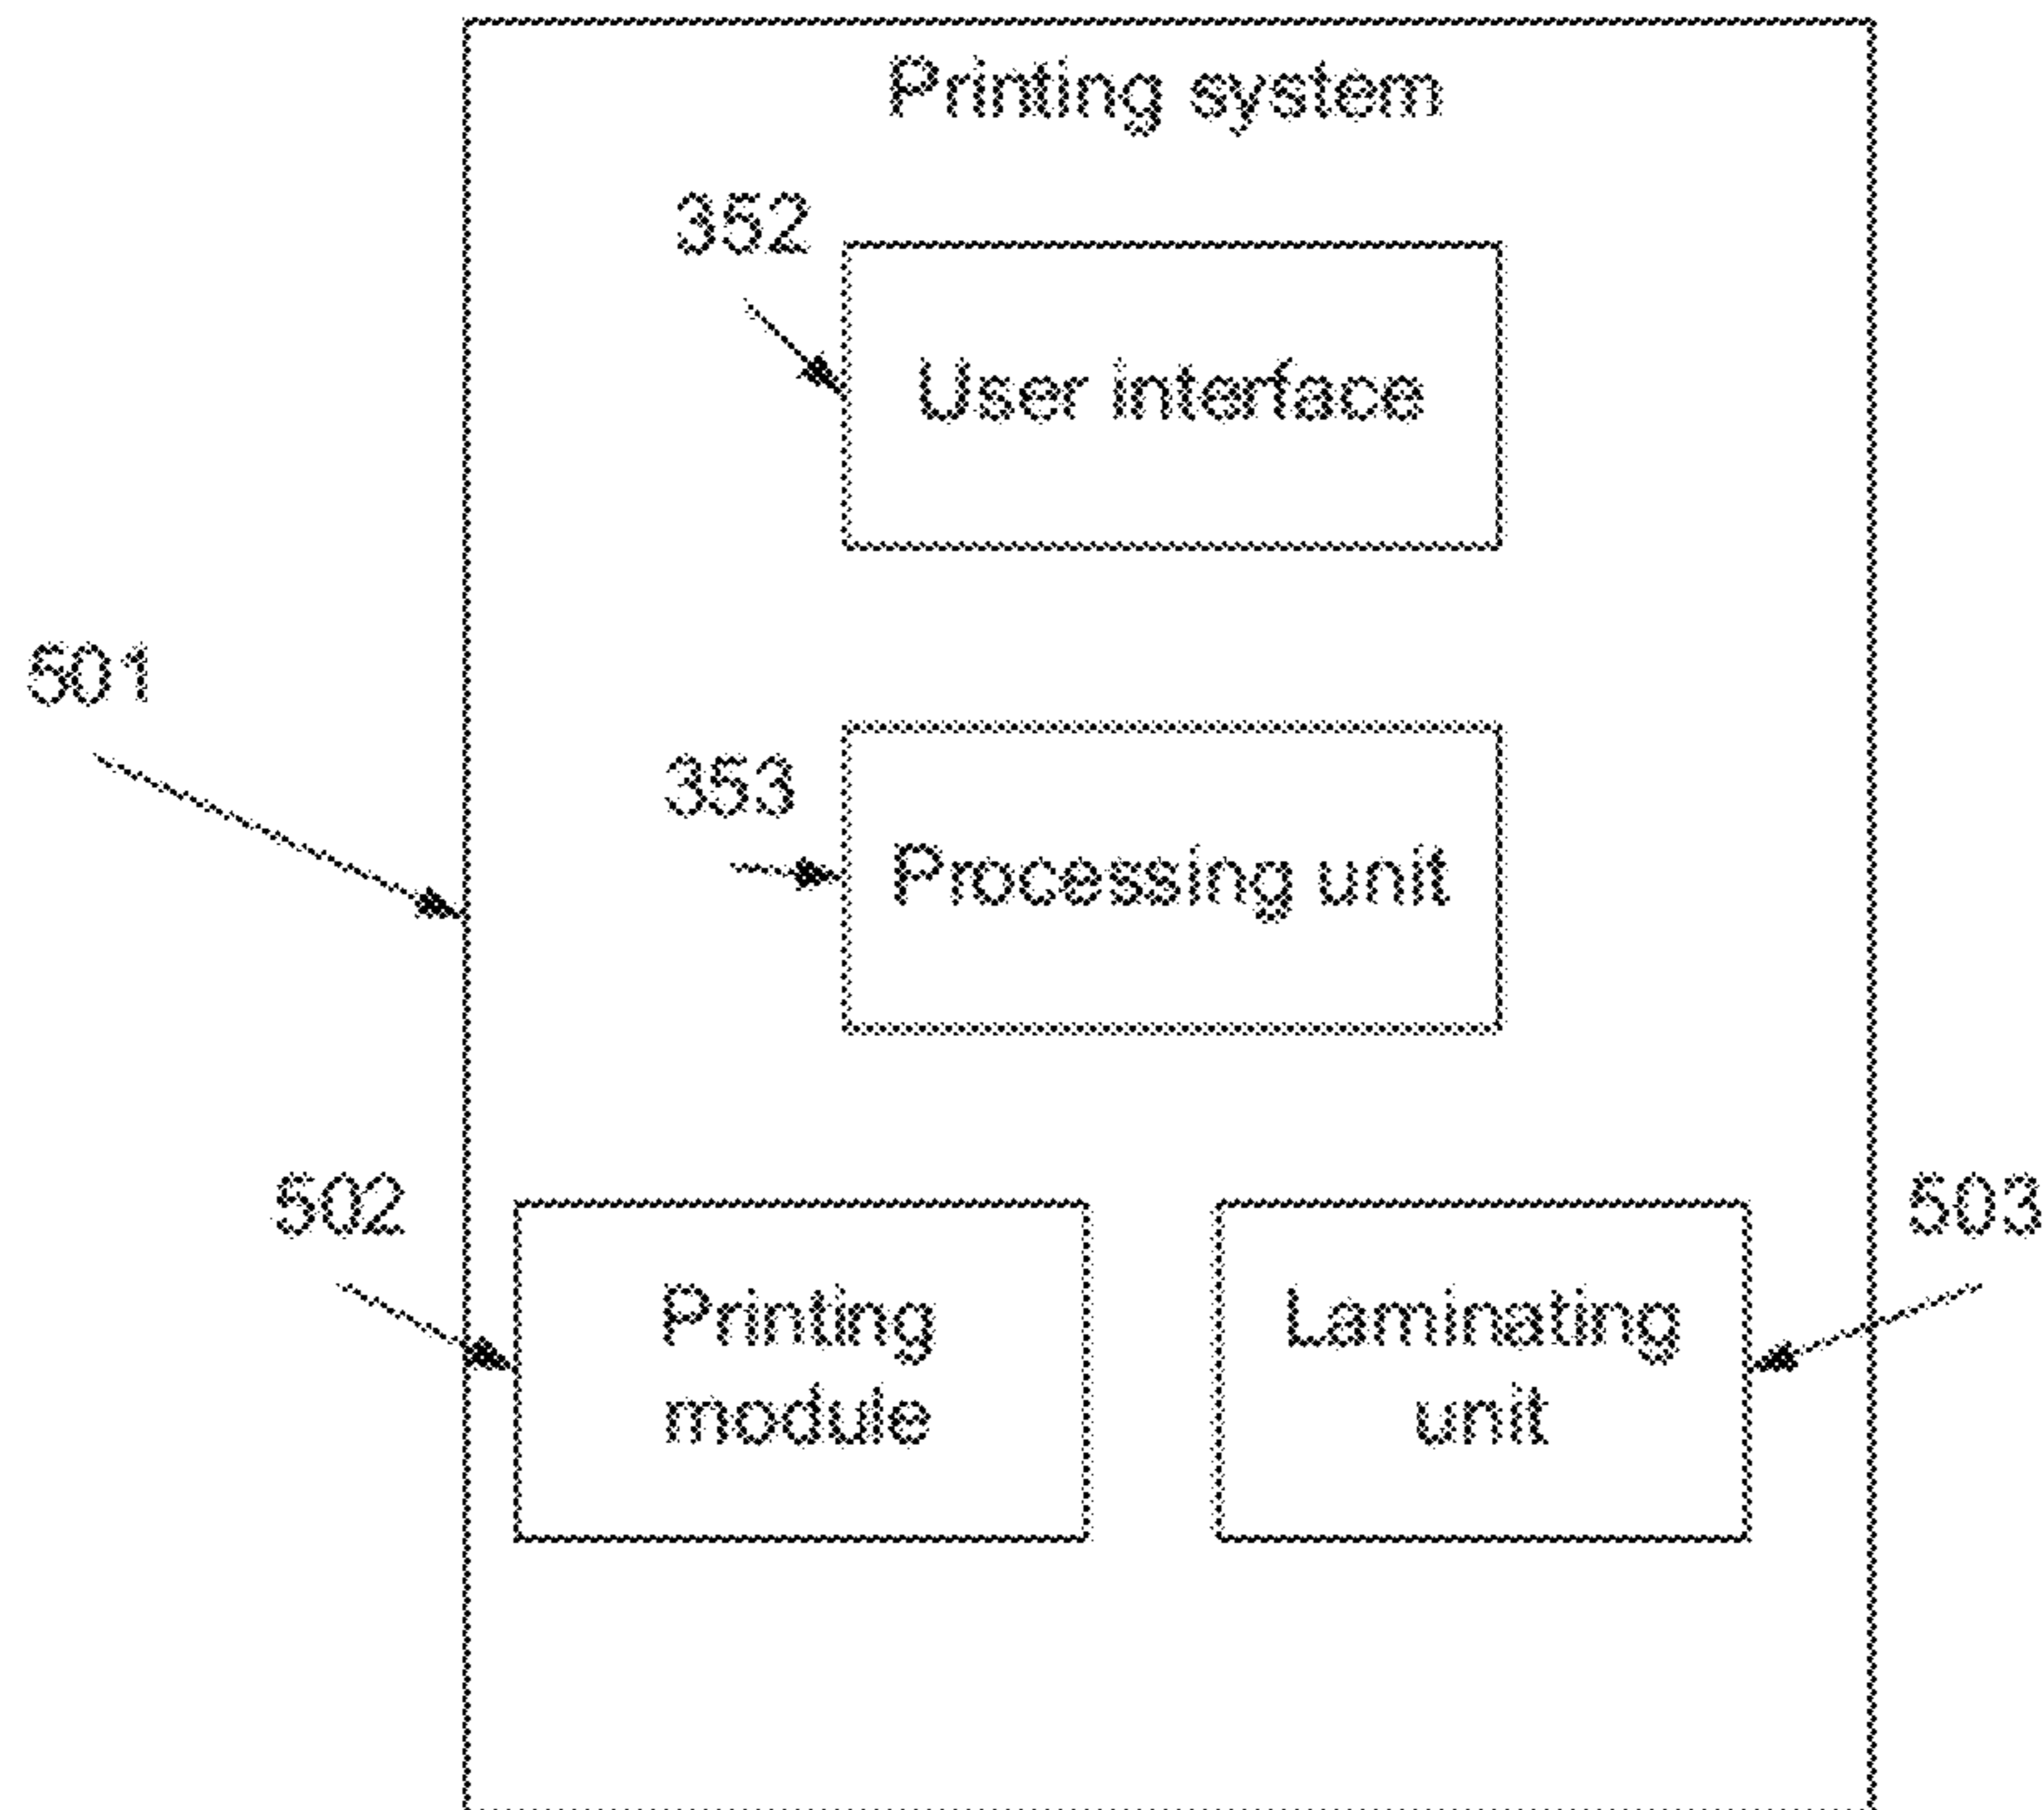 Printing system
352
User interface
501
353
Processing unit
502
503
Printing
module
Laminating
unit